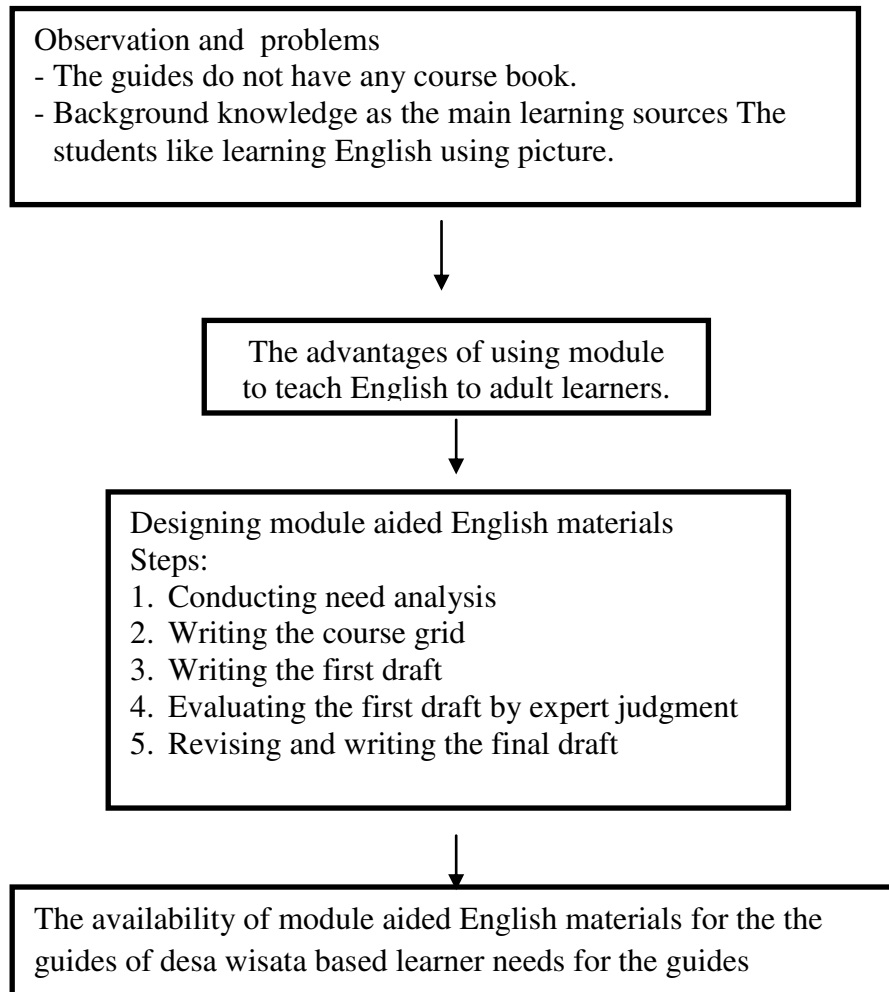 Observation and problems
- The guides do not have any course book.
- Background knowledge as the main learning sources The
students like learning English using picture.
The advantages of using module
to teach English to adult learners.
Designing module aided English materials
Steps:
1. Conducting need analysis
2. Writing the course grid
3. Writing the first draft
4. Evaluating the first draft by expert judgment
5. Revising and writing the final draft
The availability of module aided English materials for the the
guides of desa wisata based learner needs for the guides